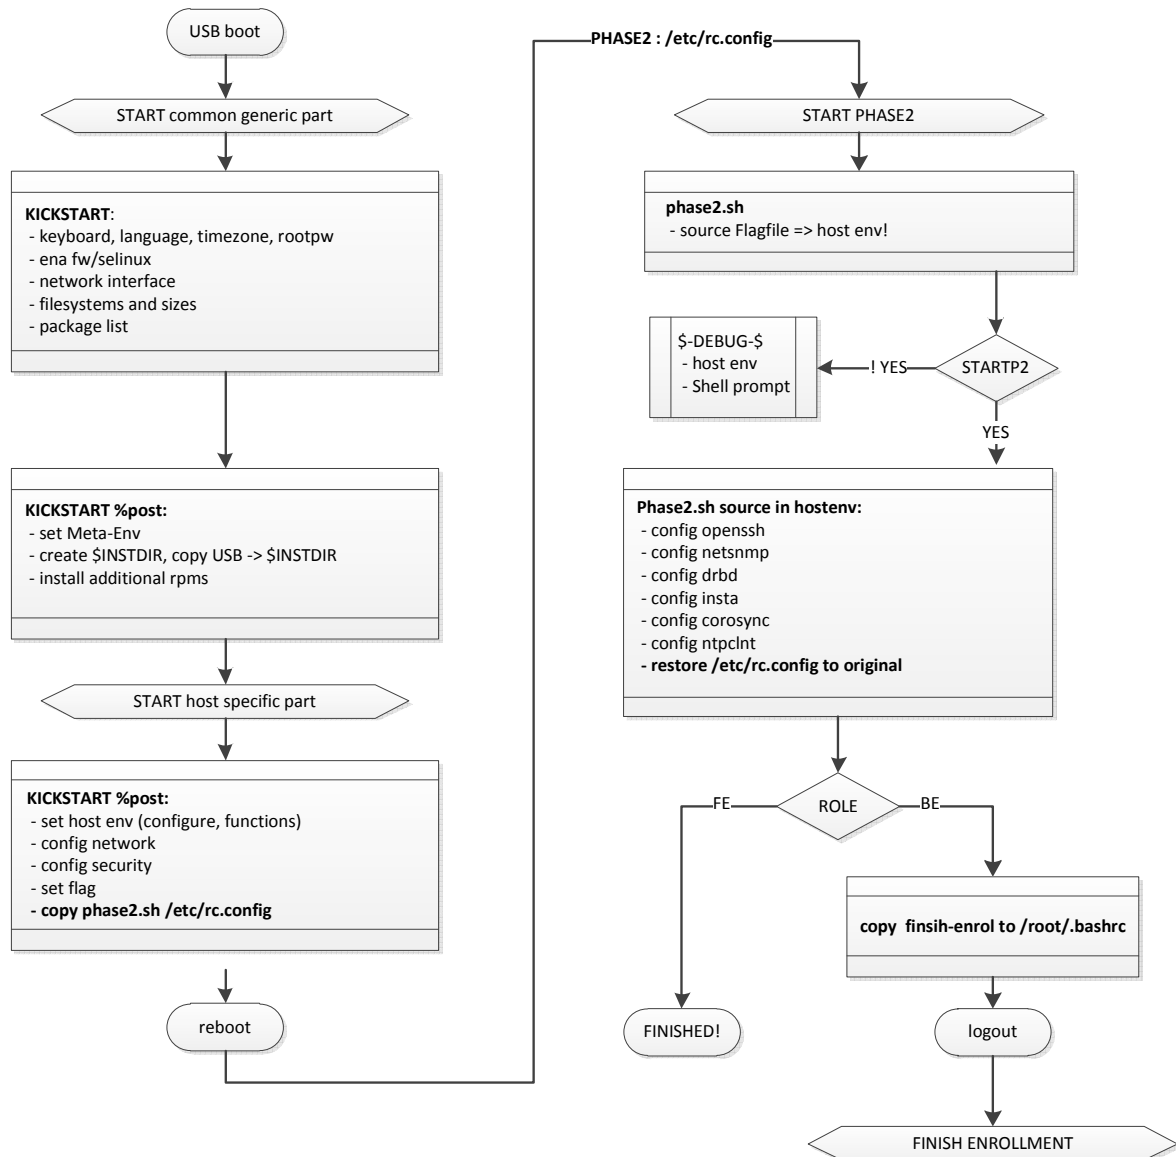 USB boot
START common generic part
KICKSTART:
- keyboard, language, timezone, rootpw
- ena fw/selinux
- network interface
- filesystems and sizes
- package list
KICKSTART %post:
- set Meta-Env
- create $INSTDIR, copy USB -> $INSTDIR
- install additional rpms
START host specific part
KICKSTART %post:
- set host env (configure, functions)
- config network
- config security
- set flag
- copy phase2.sh /etc/rc.config
reboot
PHASE2 : /etc/rc.config
START PHASE2
phase2.sh
- source Flagfile => host env!
STARTP2
! YES
$-DEBUG-$
- host env
- Shell prompt
YES
Phase2.sh source in hostenv:
- config openssh
- config netsnmp
- config drbd
- config insta
- config corosync
- config ntpclnt
- restore /etc/rc.config to original
FE
ROLE
BE
copy finsih-enrol to /root/.bashrc
FINISHED!
logout
FINISH ENROLLMENT